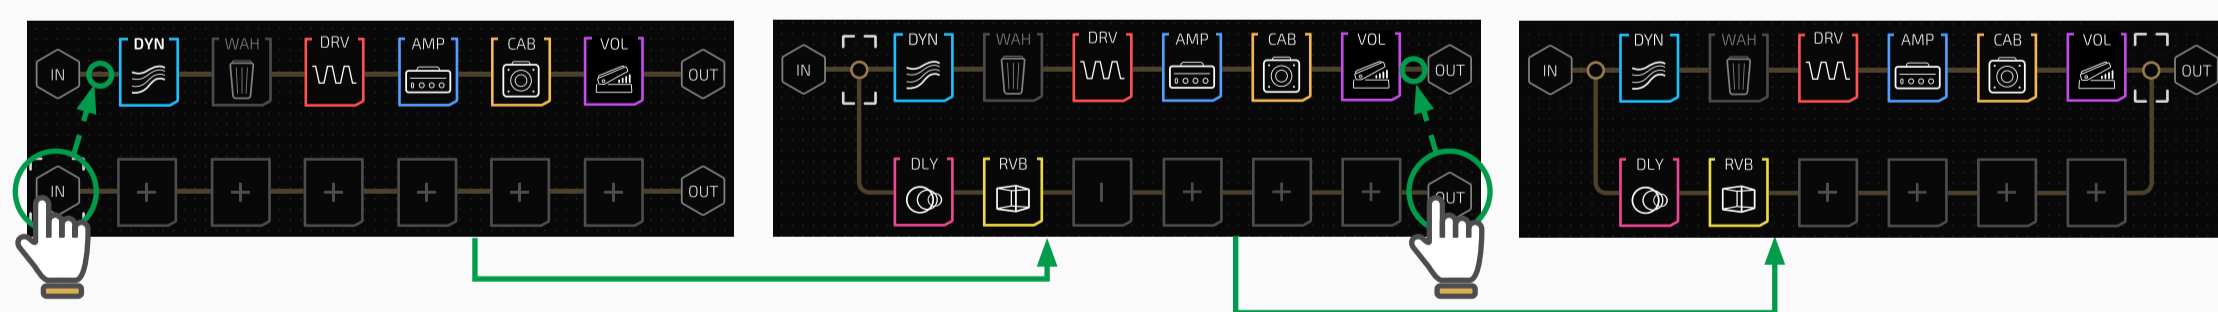 IN DYN WAH DRV AMP CAB VOL OUT
IN OUT
IN DYN WAH DRV AMP CAB VOL OUT
DLY RVB OUT
IN DYN WAH DRV AMP CAB VOL OUT
DLY RVB